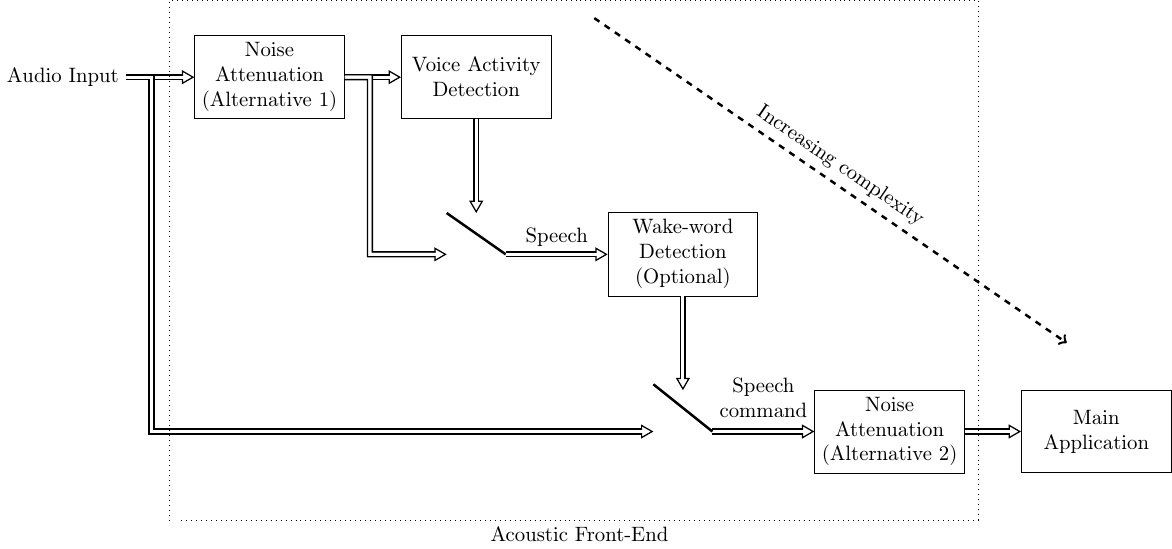 Audio Input
Noise
Attenuation
(Alternative 1)
Voice Activity
Detection
Increasing complexity
Speech
Wake-word
Detection
(Optional)
Speech
command
Noise
Attenuation
(Alternative 2)
Main
Application
Acoustic Front-End